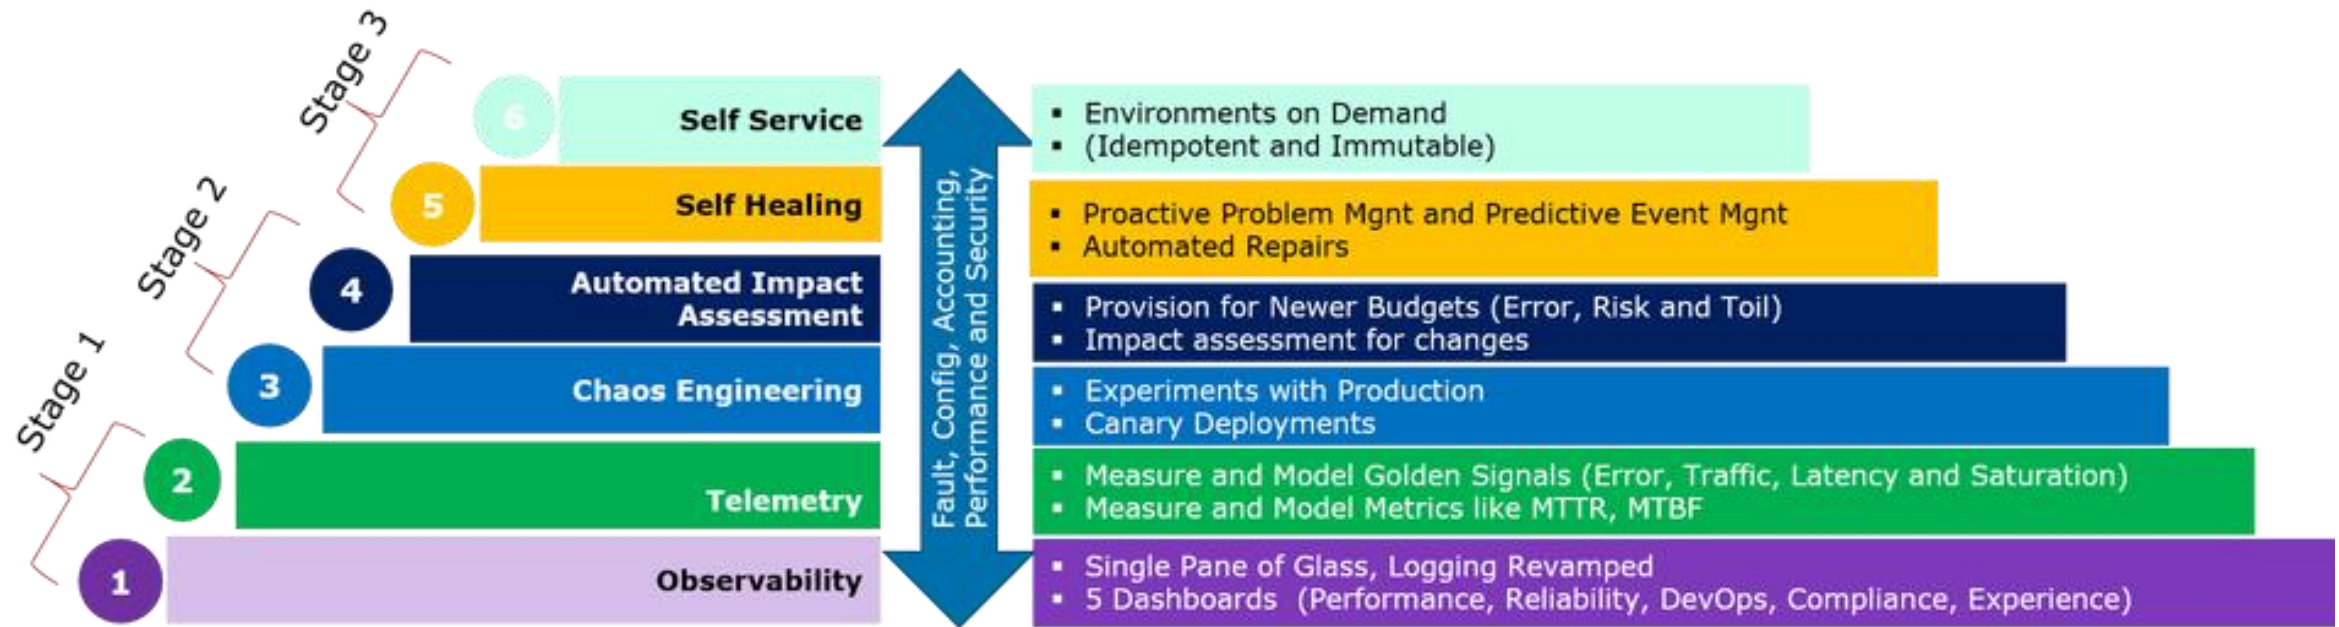 Stage 3
6
Self Service
▪ Environments on Demand
▪ (Idempotent and Immutable)
Stage 2
5
Self Healing
▪ Proactive Problem Mgnt and Predictive Event Mgnt
▪ Automated Repairs
4
Automated Impact
Assessment
▪ Provision for Newer Budgets (Error, Risk and Toil)
▪ Impact assessment for changes
Stage 1
3
Chaos Engineering
▪ Experiments with Production
▪ Canary Deployments
2
Telemetry
▪ Measure and Model Golden Signals (Error, Traffic, Latency and Saturation)
▪ Measure and Model Metrics like MTTR, MTBF
1
Observability
▪ Single Pane of Glass, Logging Revamped
▪ 5 Dashboards (Performance, Reliability, DevOps, Compliance, Experience)
Fault, Config, Accounting,
Performance and Security